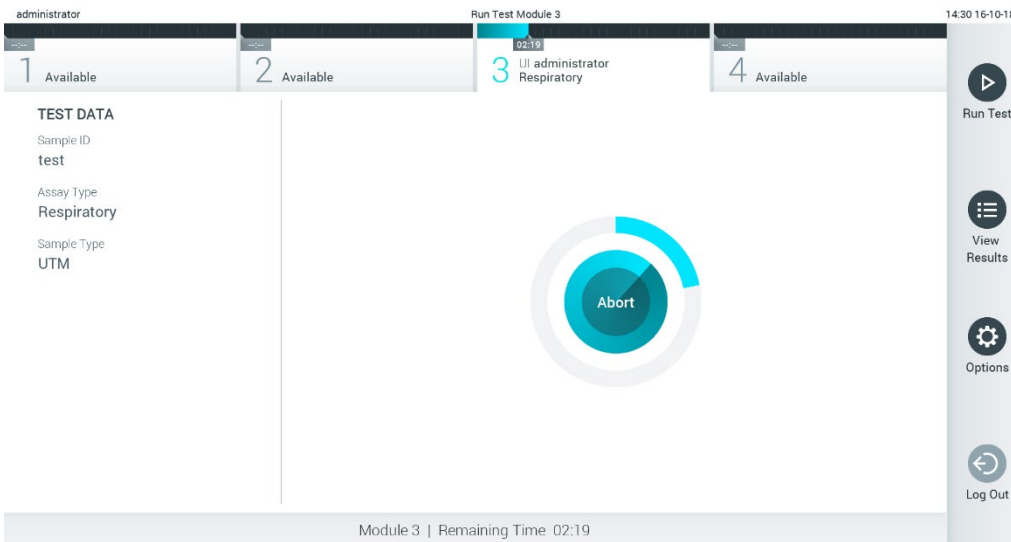 administrator
Run Test Module 3
14:30 16-10-18
--:--
1 Available
--:--
2 Available
02:19
3 UI administrator
Respiratory
--:--
4 Available
TEST DATA
Sample ID
test
Assay Type
Respiratory
Sample Type
UTM
Abort
Run Test
View
Results
Options
Log Out
Module 3 | Remaining Time 02:19